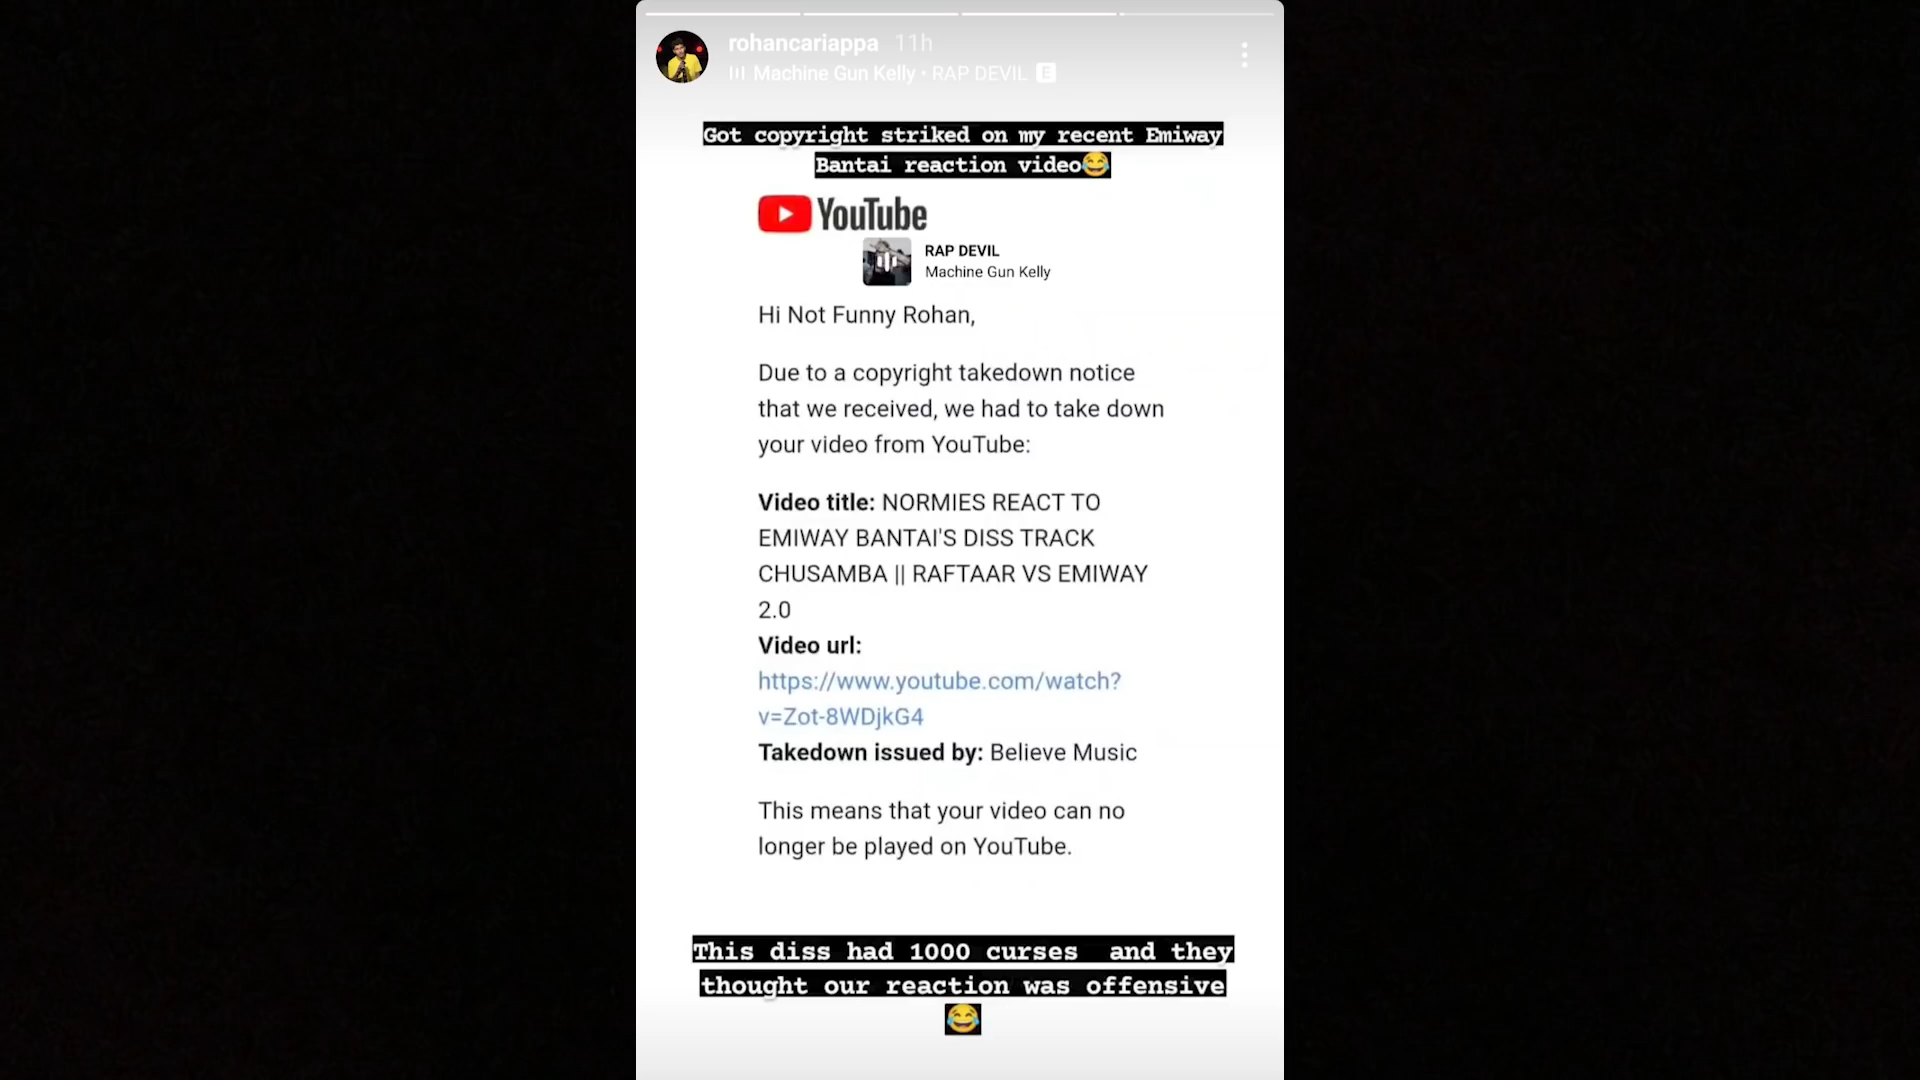 rohancariappa 11h
Machine Gun Kelly • RAP DEVIL E
Got copyright striked on my recent Emiway
Bantai reaction video😂
YouTube
RAP DEVIL
Machine Gun Kelly
Hi Not Funny Rohan,
Due to a copyright takedown notice
that we received, we had to take down
your video from YouTube:
Video title: NORMIES REACT TO
EMIWAY BANTAI'S DISS TRACK
CHUSAMBA || RAFTAAR VS EMIWAY
2.0
Video url:
https://www.youtube.com/watch?
v=Zot-8WDjkG4
Takedown issued by: Believe Music
This means that your video can no
longer be played on YouTube.
This diss had 1000 curses and they
thought our reaction was offensive
😂